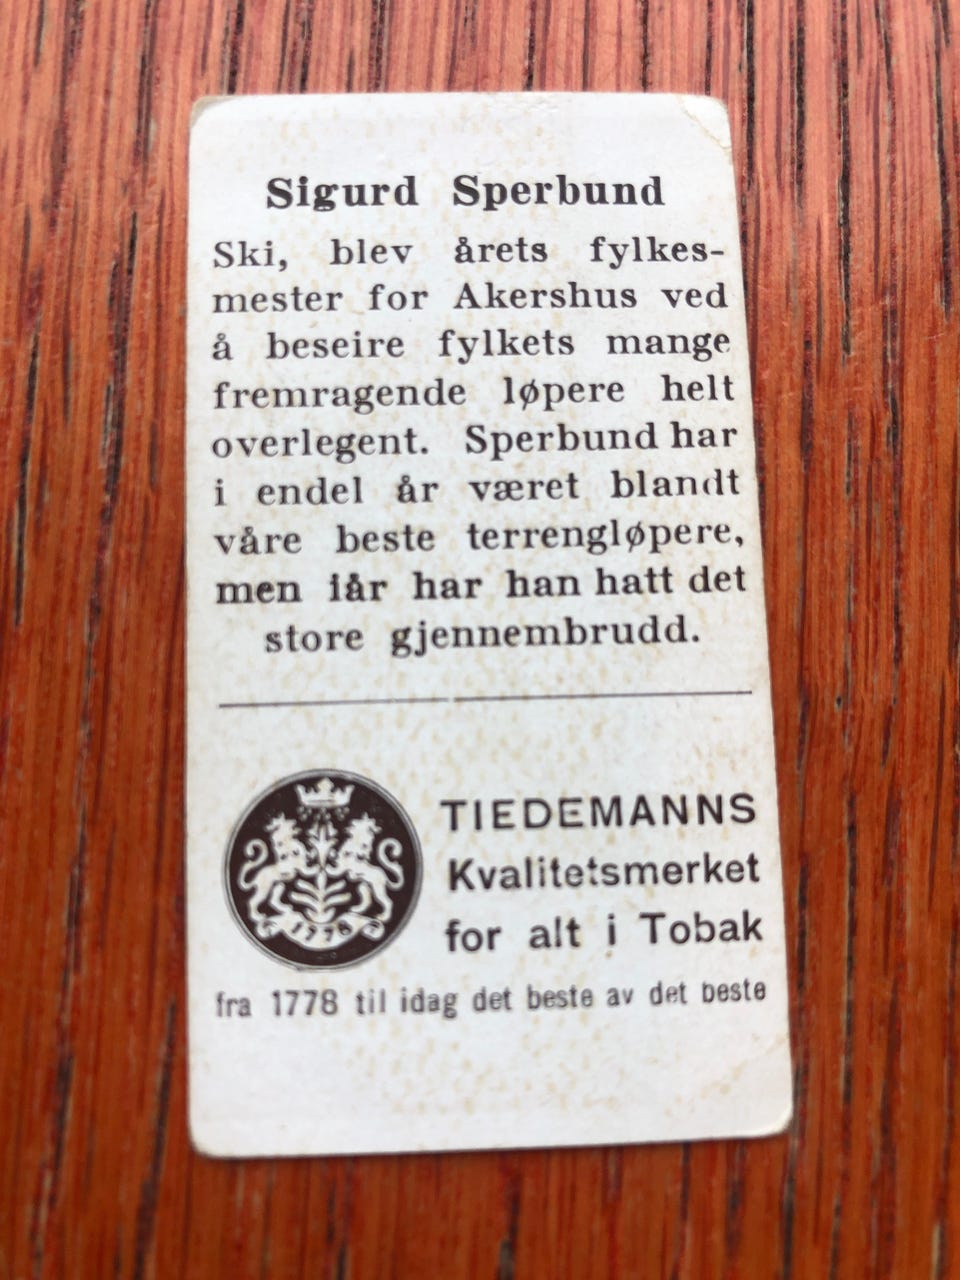 Sigurd Sperbund
Ski, blev årets fylkes-
mester for Akershus ved
å beseire fylkets mange
fremragende løpere helt
overlegent. Sperbund har
i endel år været blandt
våre beste terrengløpere,
men iår har han hatt det
store gjennembrudd.
1778
TIEDEMANNS
Kvalitetsmerket
for alt i Tobak
fra 1778 til idag det beste av det beste